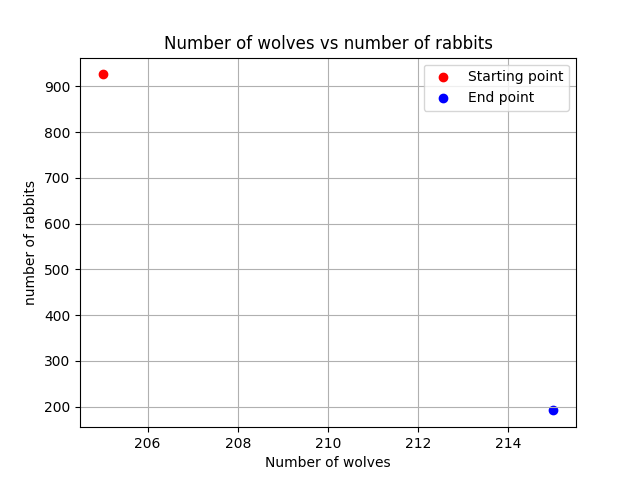 Number of wolves vs number of rabbits
Starting point
End point
900
800
700
600
500
400
300
200
number of rabbits
206 208 210 212 214
Number of wolves